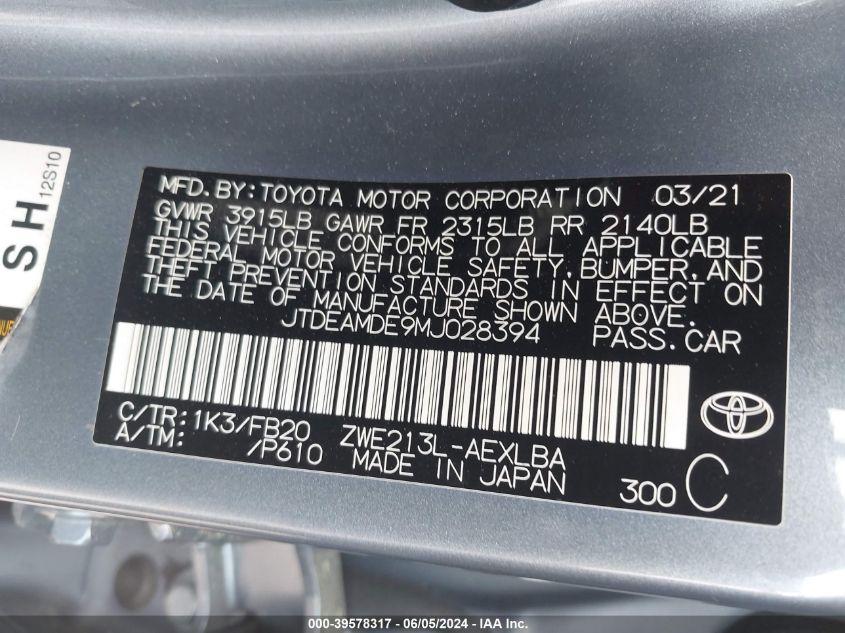 MFD. BY: TOYOTA MOTOR CORPORATION 03/21
GVWR 3915LB GAWR FR 2315LB RR 2140LB
THIS VEHICLE CONFORMS TO ALL APPLICABLE
FEDERAL MOTOR VEHICLE SAFETY, BUMPER, AND
THEFT PREVENTION STANDARDS IN EFFECT ON
THE DATE OF MANUFACTURE SHOWN ABOVE.
JTDEAMDE9MJ028394 PASS. CAR
C/TR: 1K3/FB20 ZWE213L-AEXLBA
A/TM: /P610 MADE IN JAPAN
300 C
SH
12S10
000-39578317 - 06/05/2024 - IAAI Inc.